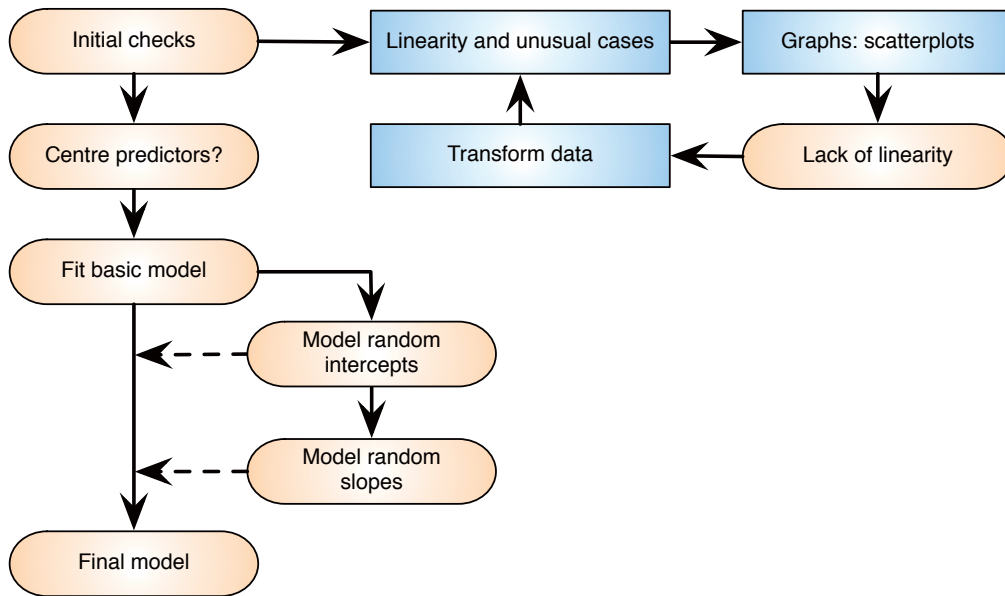 Initial checks
Linearity and unusual cases
Graphs: scatterplots
Centre predictors?
Transform data
Lack of linearity
Fit basic model
Model random
intercepts
Model random
slopes
Final model